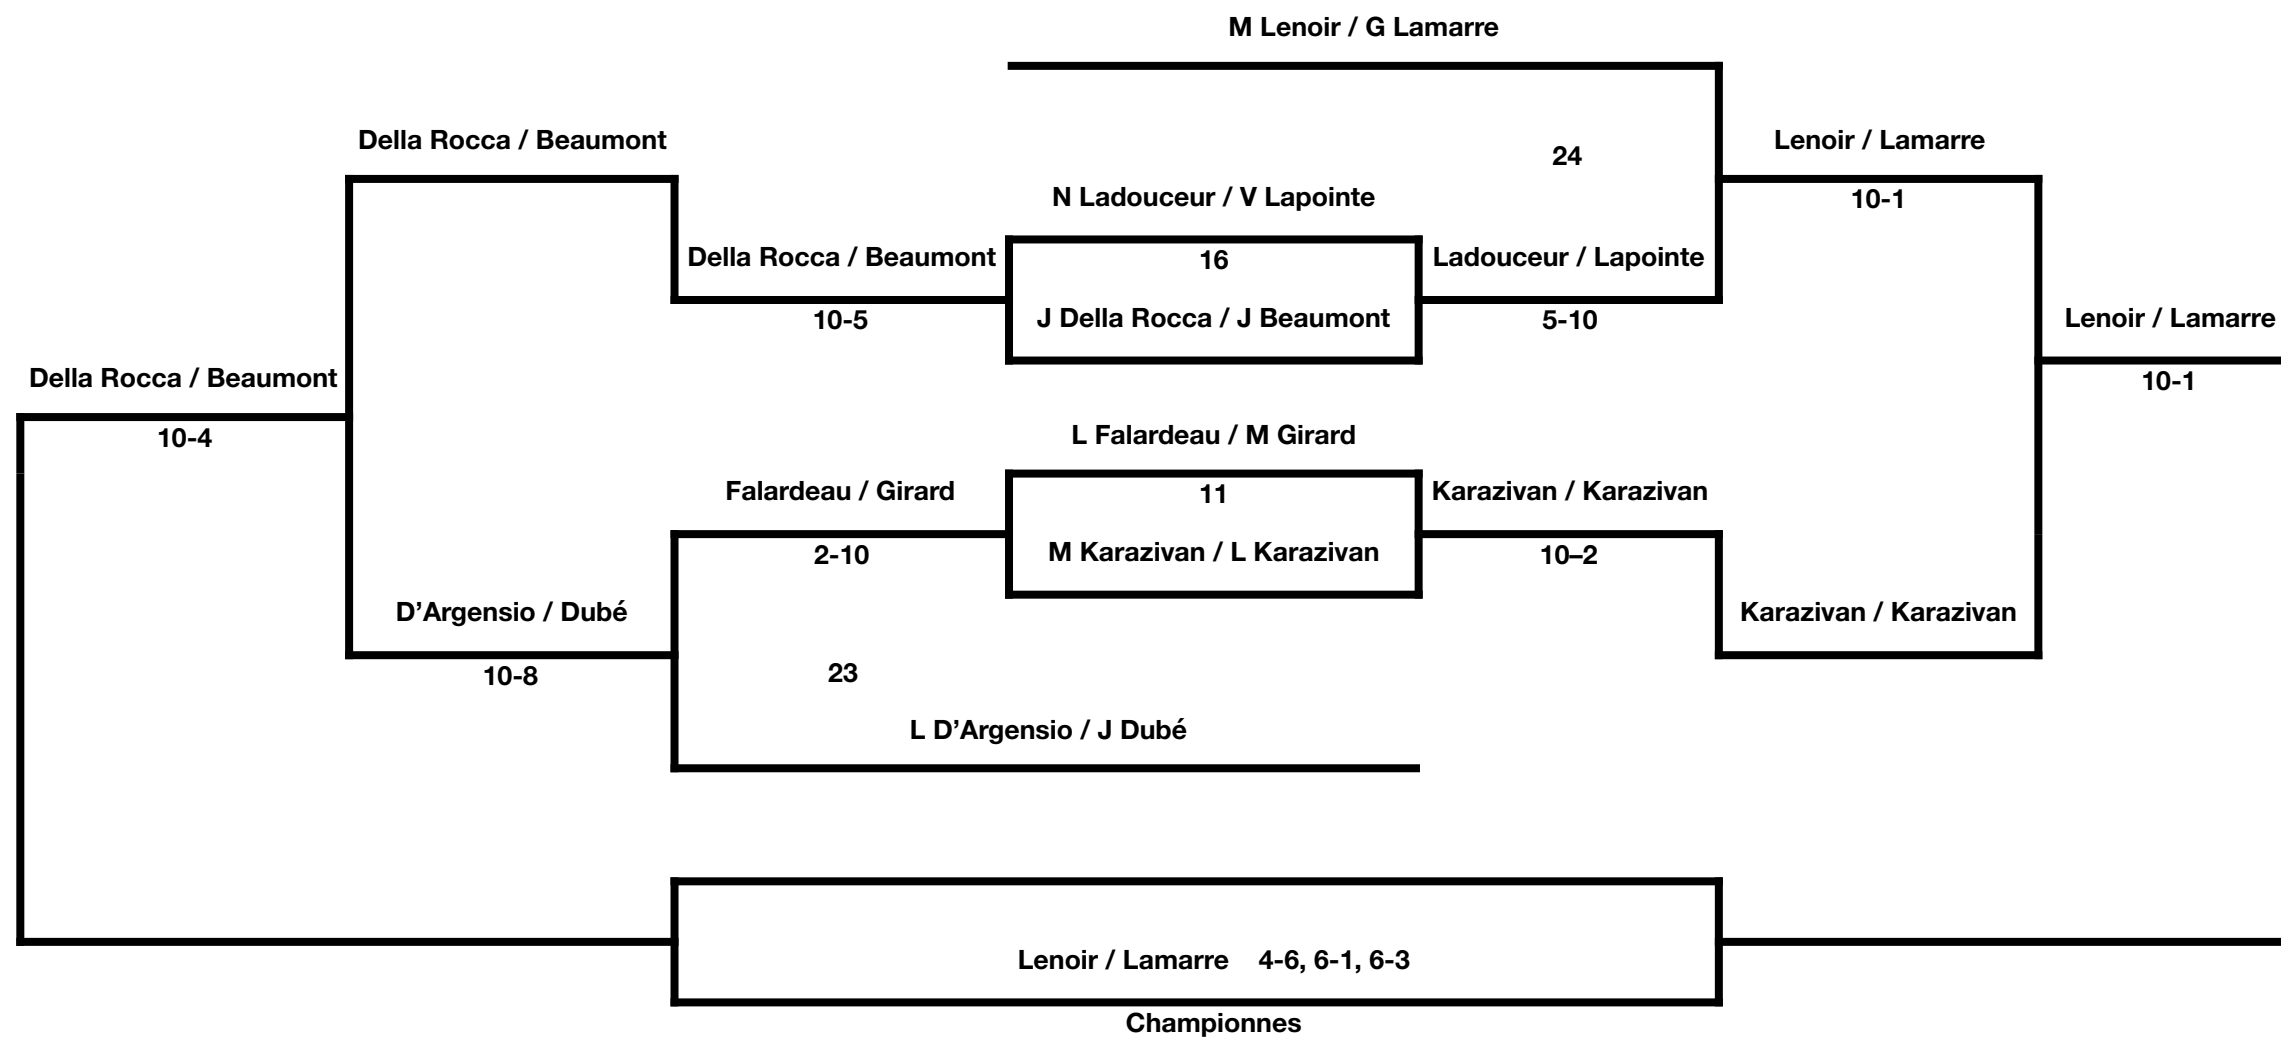 M Lenoir / G Lamarre
Della Rocca / Beaumont
Lenoir / Lamarre
24
N Ladouceur / V Lapointe
10-1
Della Rocca / Beaumont
16
Ladouceur / Lapointe
10-5
J Della Rocca / J Beaumont
5-10
Lenoir / Lamarre
Della Rocca / Beaumont
10-1
10-4
L Falardeau / M Girard
Falardeau / Girard
11
Karazivan / Karazivan
2-10
M Karazivan / L Karazivan
10–2
D’Argensio / Dubé
Karazivan / Karazivan
10-8
23
L D’Argensio / J Dubé
Lenoir / Lamarre 4-6, 6-1, 6-3
Championnes